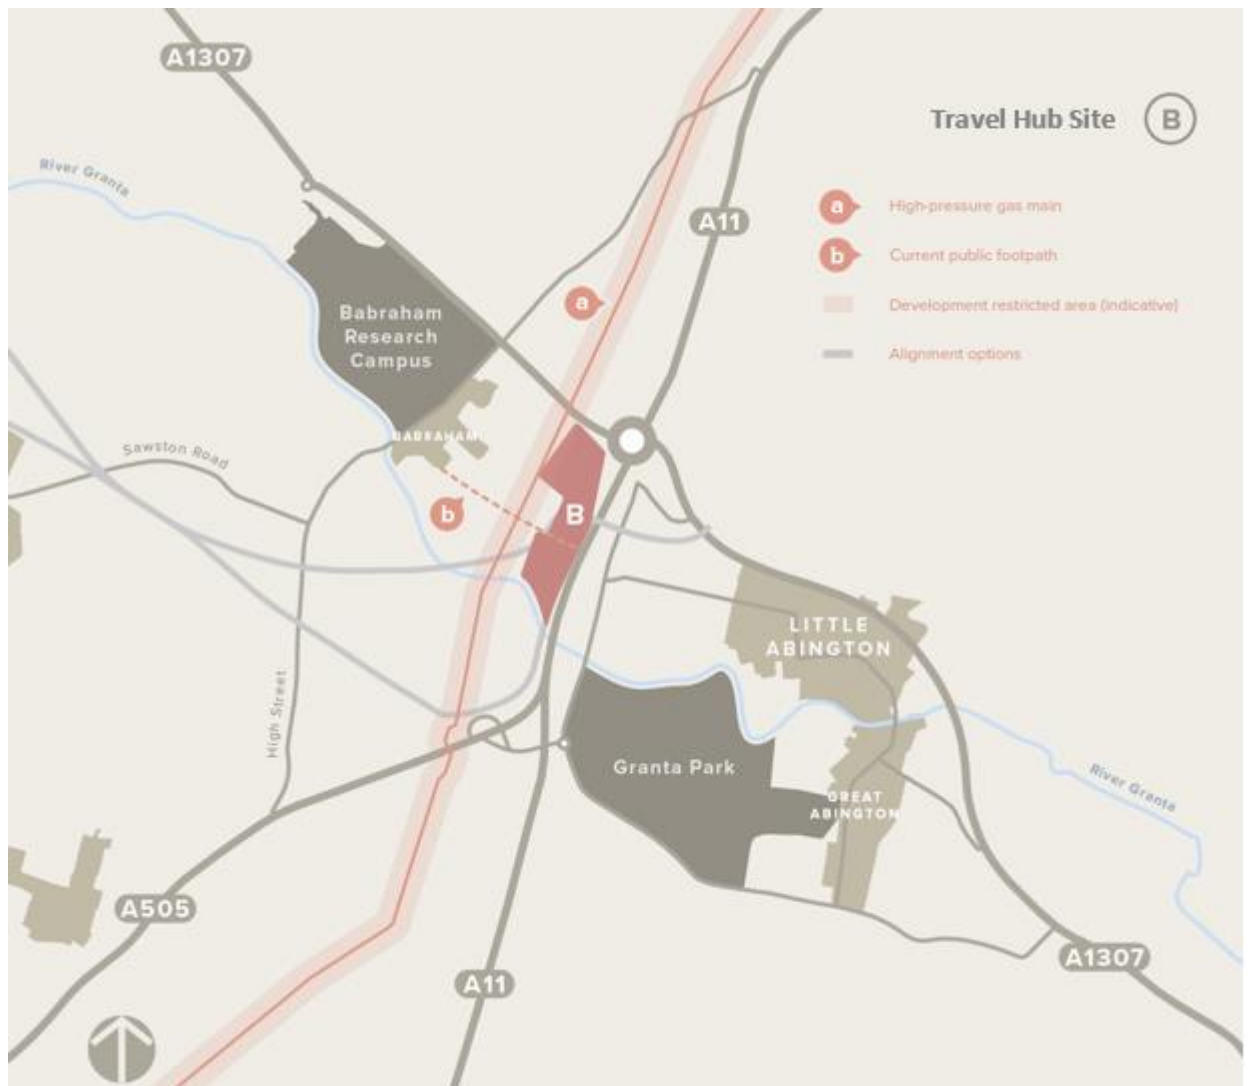 A1307
Travel Hub Site B
River Granta
a High-pressure gas main
A11
b Current public footpath
a
Development restricted area (indicative)
Babraham
Research
Campus
Alignment options
BABRAHAM
Sawston Road
b
B
LITTLE
ABINGTON
High Street
Granta Park
River Granta
GREAT
ABINGTON
A505
A1307
A11